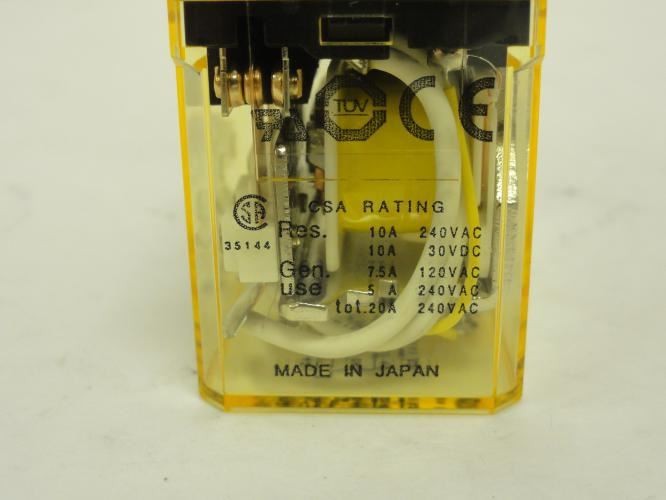 TÜV CE
CSA RATING
35144
Res. 10A 240VAC
10A 30VDC
Gen. 7.5A 120VAC
use 5 A 240VAC
tot. 20A 240VAC
MADE IN JAPAN